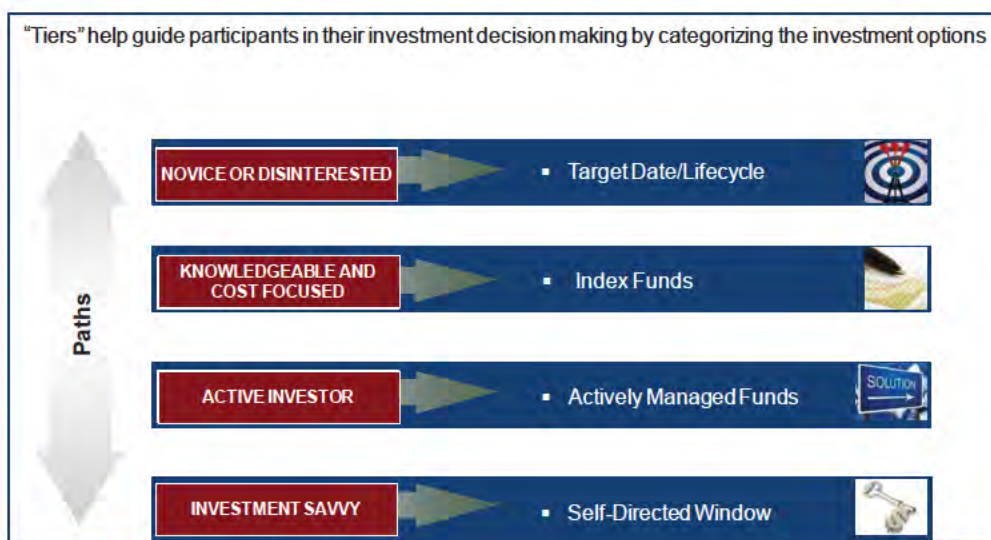 “Tiers” help guide participants in their investment decision making by categorizing the investment options
Paths
NOVICE OR DISINTERESTED
▪ Target Date/Lifecycle
KNOWLEDGEABLE AND
COST FOCUSED
▪ Index Funds
ACTIVE INVESTOR
▪ Actively Managed Funds
SOLUTION
INVESTMENT SAVVY
▪ Self-Directed Window